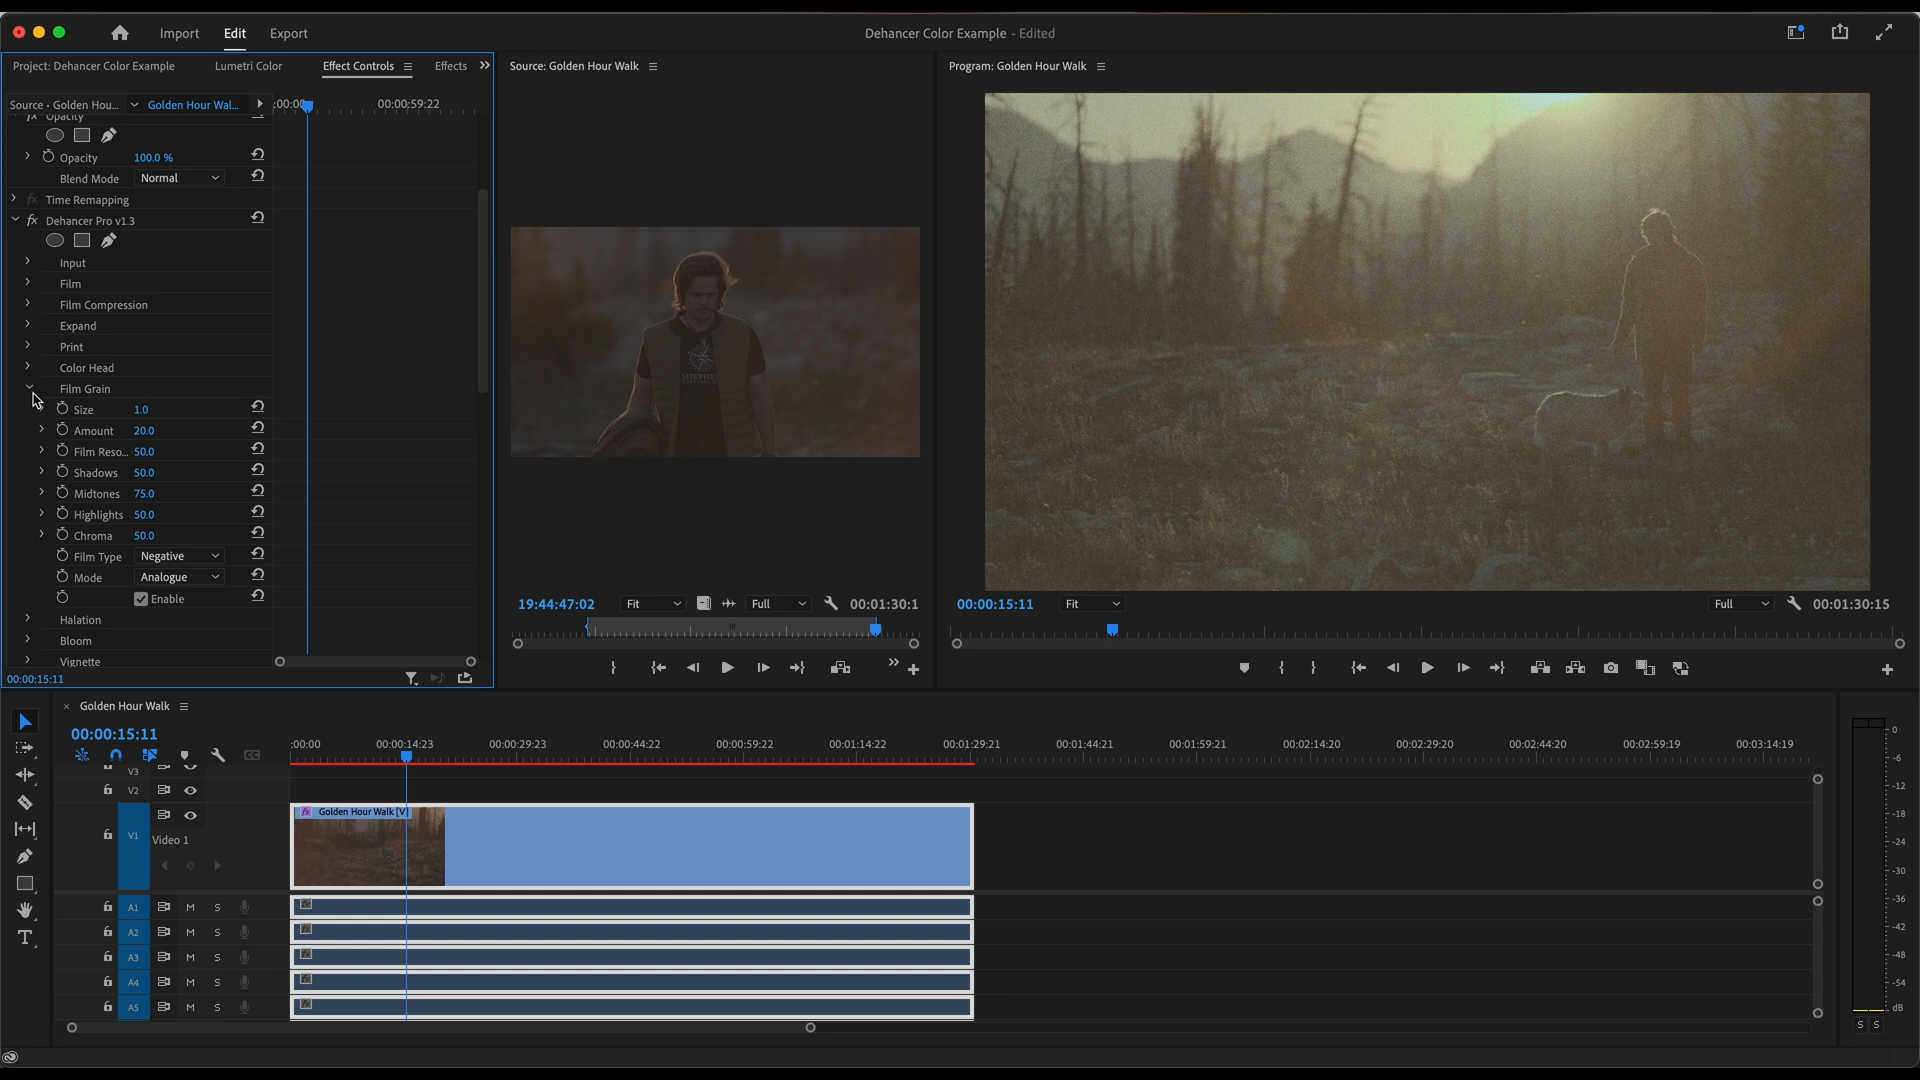 Import
Edit
Export
Dehancer Color Example - Edited
Project: Dehancer Color Example
Lumetri Color
Effect Controls
Effects
Source • Golden Hou...
Golden Hour Wal...
:00:00
00:00:59:22
fx Opacity
Opacity 100.0 %
Blend Mode Normal
fx Time Remapping
fx Dehancer Pro v1.3
Input
Film
Film Compression
Expand
Print
Color Head
Film Grain
Size 1.0
Amount 20.0
Film Reso... 50.0
Shadows 50.0
Midtones 75.0
Highlights 50.0
Chroma 50.0
Film Type Negative
Mode Analogue
Enable
Halation
Bloom
Vignette
00:00:15:11
Source: Golden Hour Walk
19:44:47:02
Fit
Full
00:01:30:1
Program: Golden Hour Walk
00:00:15:11
Fit
Full
00:01:30:15
× Golden Hour Walk
00:00:15:11
:00:00 00:00:14:23 00:00:29:23 00:00:44:22 00:00:59:22 00:01:14:22 00:01:29:21 00:01:44:21 00:01:59:21 00:02:14:20 00:02:29:20 00:02:44:20 00:02:59:19 00:03:14:19
V3
V2
V1
Video 1
fx Golden Hour Walk [V]
A1 M S
A2 M S
A3 M S
A4 M S
A5 M S
0
-6
-12
-18
-24
-30
-36
-42
-48
-54
dB
S S